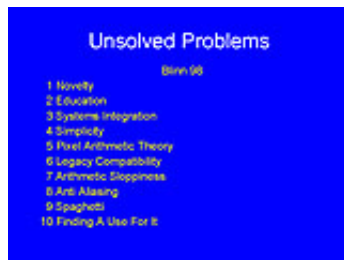 Unsolved Problems
Blinn 98
1 Novelty
2 Education
3 Systems Integration
4 Simplicity
5 Pixel Arithmetic Theory
6 Legacy Compatibility
7 Arithmetic Sloppiness
8 Anti Aliasing
9 Spaghetti
10 Finding A Use For It